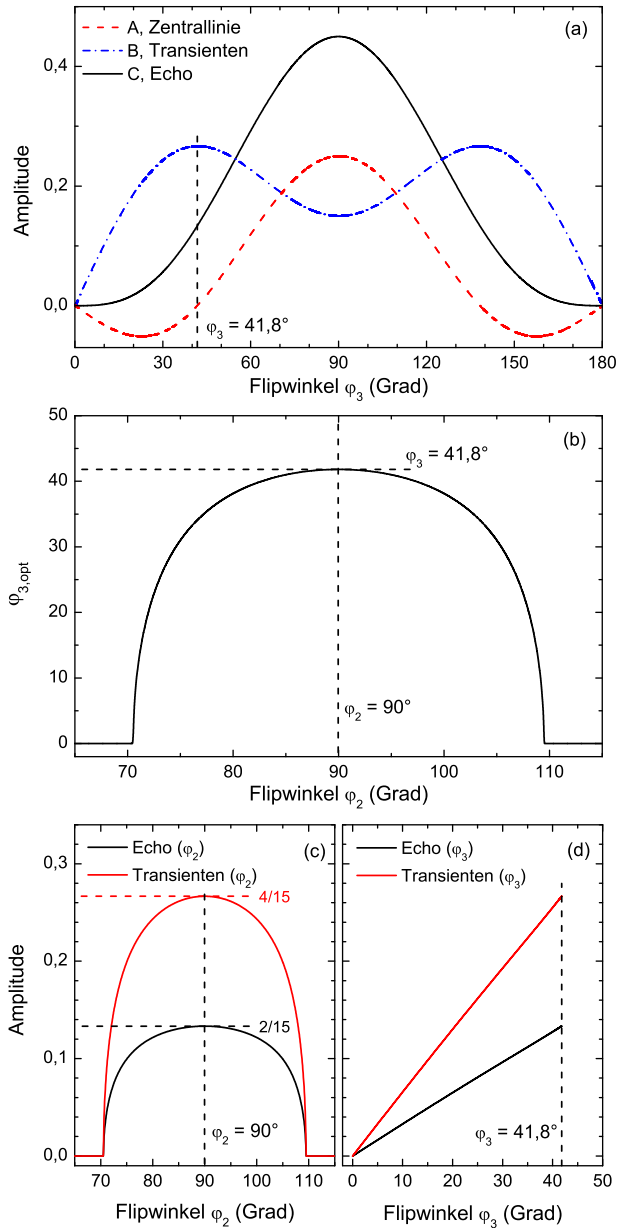 A, Zentrallinie
B, Transienten
C, Echo
(a)
0,4
0,2
0,0
Amplitude
φ3 = 41,8°
0 30 60 90 120 150 180
Flipwinkel φ3 (Grad)
50
40
30
20
10
0
φ3,opt
(b)
φ3 = 41,8°
φ2 = 90°
70 80 90 100 110
Flipwinkel φ2 (Grad)
0,3
0,2
0,1
0,0
Amplitude
Echo (φ2)
Transienten (φ2)
(c)
4/15
2/15
φ2 = 90°
70 80 90 100 110
Flipwinkel φ2 (Grad)
Echo (φ3)
Transienten (φ3)
(d)
φ3 = 41,8°
0 10 20 30 40 50
Flipwinkel φ3 (Grad)